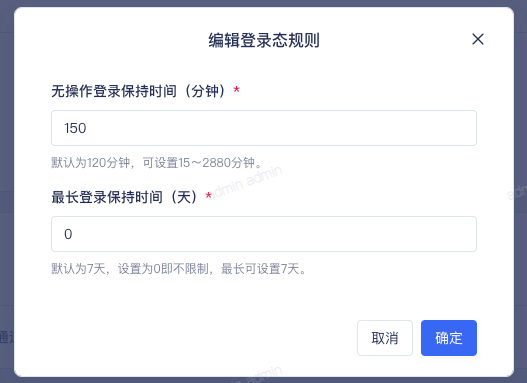 编辑登录态规则
无操作登录保持时间（分钟）*
150
默认为120分钟，可设置15～2880分钟。
admin admin
最长登录保持时间（天）*
0
默认为7天，设置为0即不限制，最长可设置7天。
取消
确定
admin